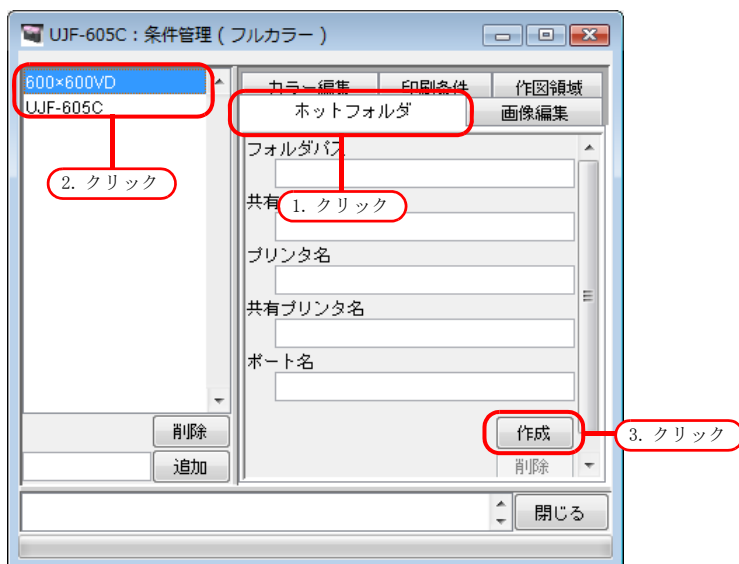 UJF-605C：条件管理 ( フルカラー )
600×600VD
UJF-605C
カラー編集 印刷条件 作図領域
ホットフォルダ 画像編集
フォルダパス
2. クリック
共有
1. クリック
プリンタ名
共有プリンタ名
ポート名
削除 作成
3. クリック
追加 削除
閉じる